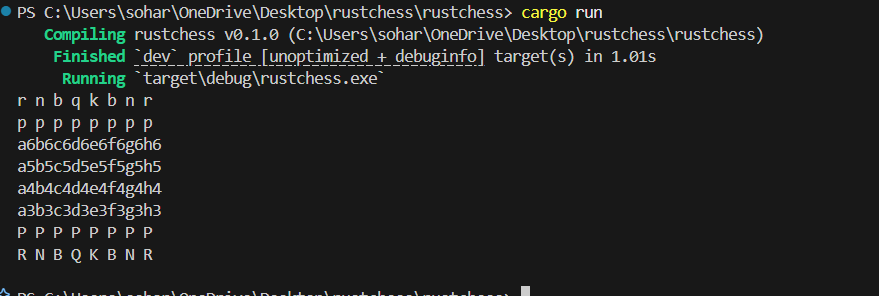 PS C:\Users\sohar\OneDrive\Desktop\rustchess\rustchess> cargo run
Compiling rustchess v0.1.0 (C:\Users\sohar\OneDrive\Desktop\rustchess\rustchess)
Finished `dev` profile [unoptimized + debuginfo] target(s) in 1.01s
Running `target\debug\rustchess.exe`
r n b q k b n r
p p p p p p p p
a6b6c6d6e6f6g6h6
a5b5c5d5e5f5g5h5
a4b4c4d4e4f4g4h4
a3b3c3d3e3f3g3h3
P P P P P P P P
R N B Q K B N R
PS C:\Users\sohar\OneDrive\Desktop\rustchess\rustchess>